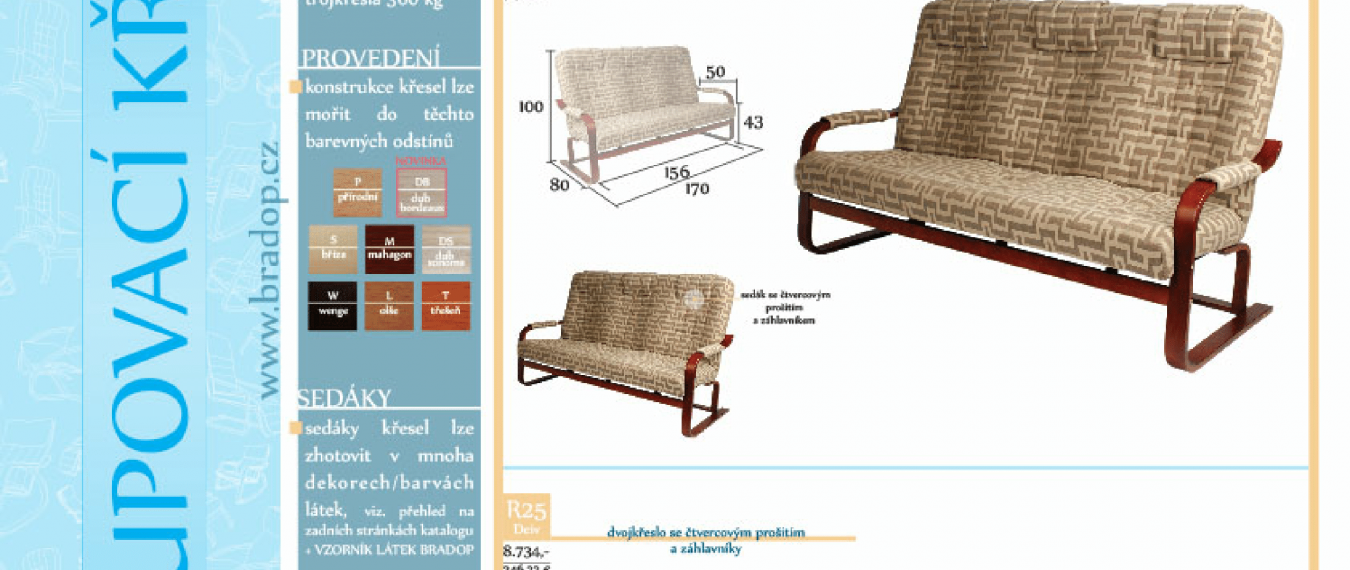 UPOVACÍ KŘ
www.bradop.cz
trojkřesla 300 kg
PROVEDENÍ
konstrukce křesel lze
mořit do těchto
barevných odstínů
NOVINKA
P
přírodní
DB
dub
bordeaux
S
bříza
M
mahagon
DS
dub
sonoma
W
wenge
L
olše
T
třešeň
SEDÁKY
sedáky křesel lze
zhotovit v mnoha
dekorech/barvách
látek, viz. přehled na
zadních stránkách katalogu
+ VZORNÍK LÁTEK BRADOP
100
50
43
80
156
170
sedák se čtvercovým
prošitím
a záhlavníkem
R25
Deiv
dvojkřeslo se čtvercovým prošitím
a záhlavníky
8.734,-